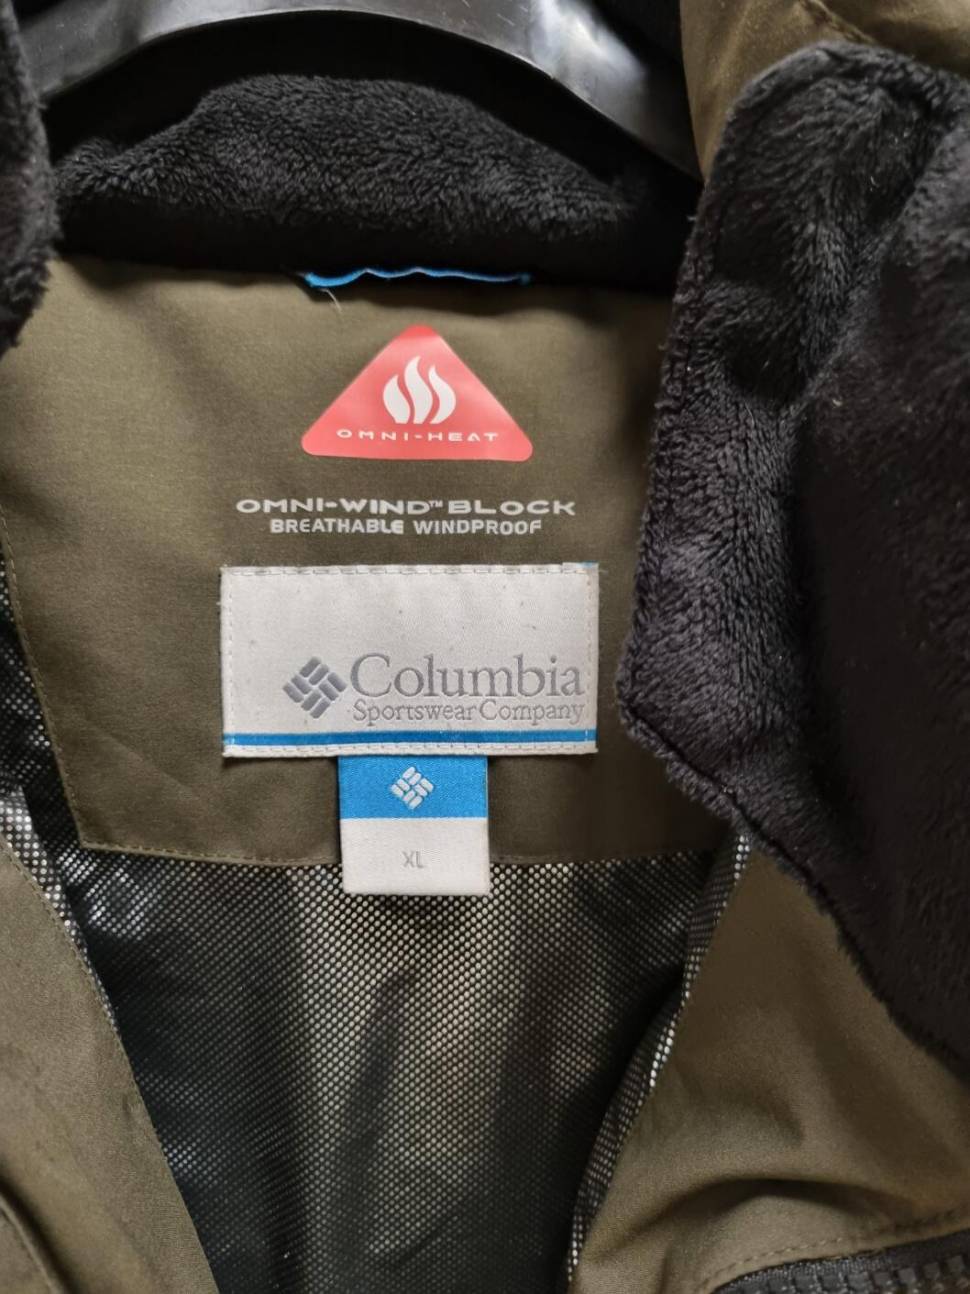 OMNI-HEAT
OMNI-WIND™ BLOCK
BREATHABLE WINDPROOF
Columbia
Sportswear Company
XL